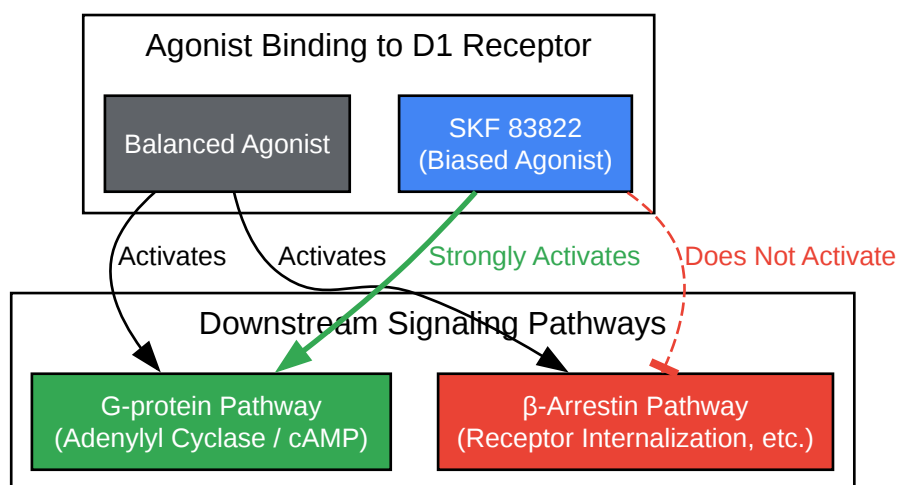 Agonist Binding to D1 Receptor
Balanced Agonist
SKF 83822
(Biased Agonist)
Activates
Activates
Strongly Activates
Does Not Activate
Downstream Signaling Pathways
G-protein Pathway
(Adenylyl Cyclase / cAMP)
β-Arrestin Pathway
(Receptor Internalization, etc.)